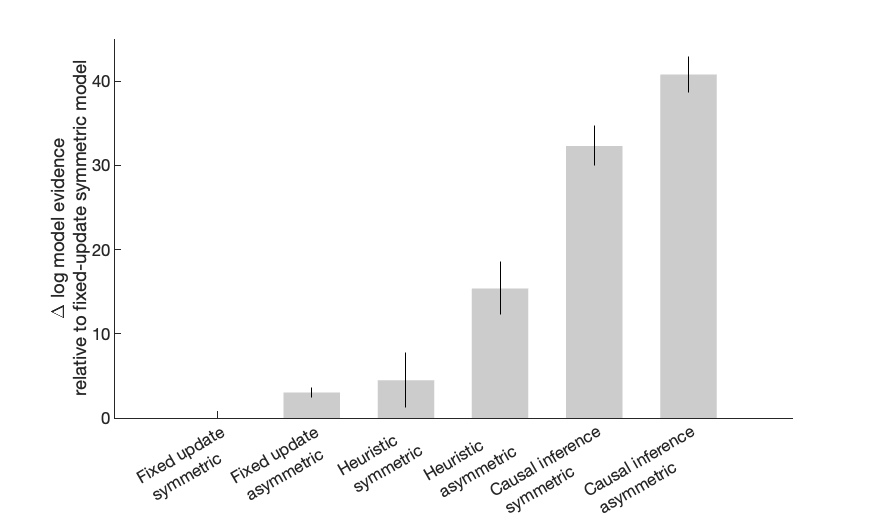 Δ log model evidence
relative to fixed-update symmetric model
40
30
20
10
0
Fixed update
symmetric
Fixed update
asymmetric
Heuristic
symmetric
Heuristic
asymmetric
Causal inference
symmetric
Causal inference
asymmetric